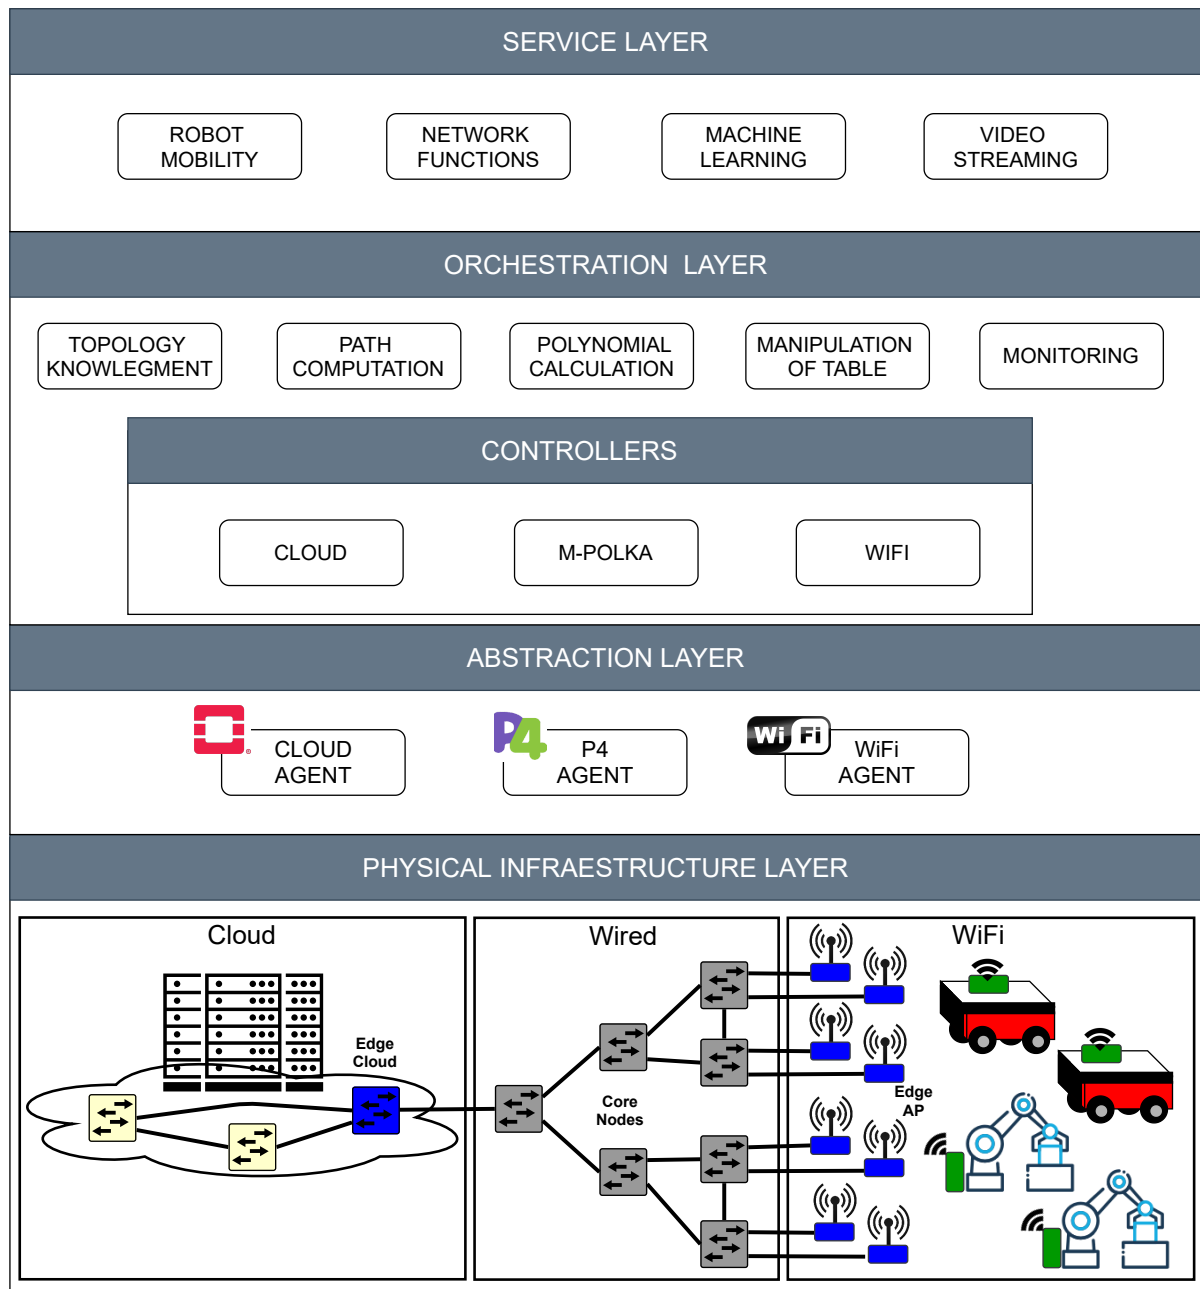 SERVICE LAYER
ROBOT
MOBILITY
NETWORK
FUNCTIONS
MACHINE
LEARNING
VIDEO
STREAMING
ORCHESTRATION LAYER
TOPOLOGY
KNOWLEGMENT
PATH
COMPUTATION
POLYNOMIAL
CALCULATION
MANIPULATION
OF TABLE
MONITORING
CONTROLLERS
CLOUD
M-POLKA
WIFI
ABSTRACTION LAYER
CLOUD
AGENT
P4
P4
AGENT
Wi Fi
WiFi
AGENT
PHYSICAL INFRAESTRUCTURE LAYER
Cloud
Edge
Cloud
Wired
Core
Nodes
WiFi
Edge
AP